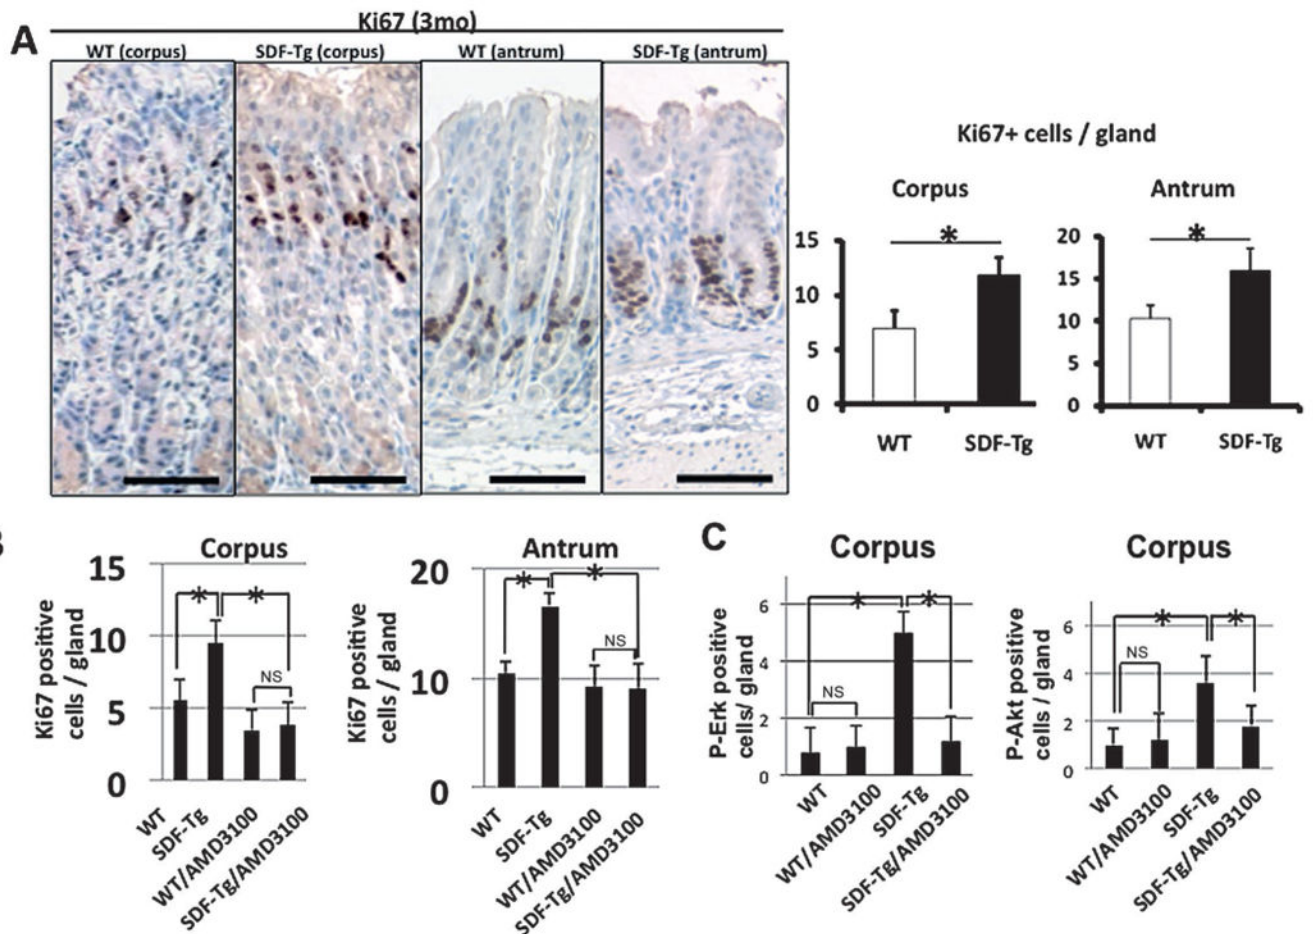 A
Ki67 (3mo)
WT (corpus)
SDF-Tg (corpus)
WT (antrum)
SDF-Tg (antrum)
Ki67+ cells / gland
Corpus
15
10
5
0
WT
SDF-Tg
*
Antrum
20
15
10
5
0
WT
SDF-Tg
*
Corpus
Ki67 positive
cells / gland
15
10
5
0
*
*
NS
WT
SDF-Tg
WT/AMD3100
SDF-Tg/AMD3100
Antrum
Ki67 positive
cells / gland
20
10
0
*
*
NS
WT
SDF-Tg
WT/AMD3100
SDF-Tg/AMD3100
C
Corpus
P-Erk positive
cells/ gland
6
4
2
0
*
*
NS
WT
WT/AMD3100
SDF-Tg
SDF-Tg/AMD3100
Corpus
P-Akt positive
cells / gland
6
4
2
0
*
*
NS
WT
WT/AMD3100
SDF-Tg
SDF-Tg/AMD3100